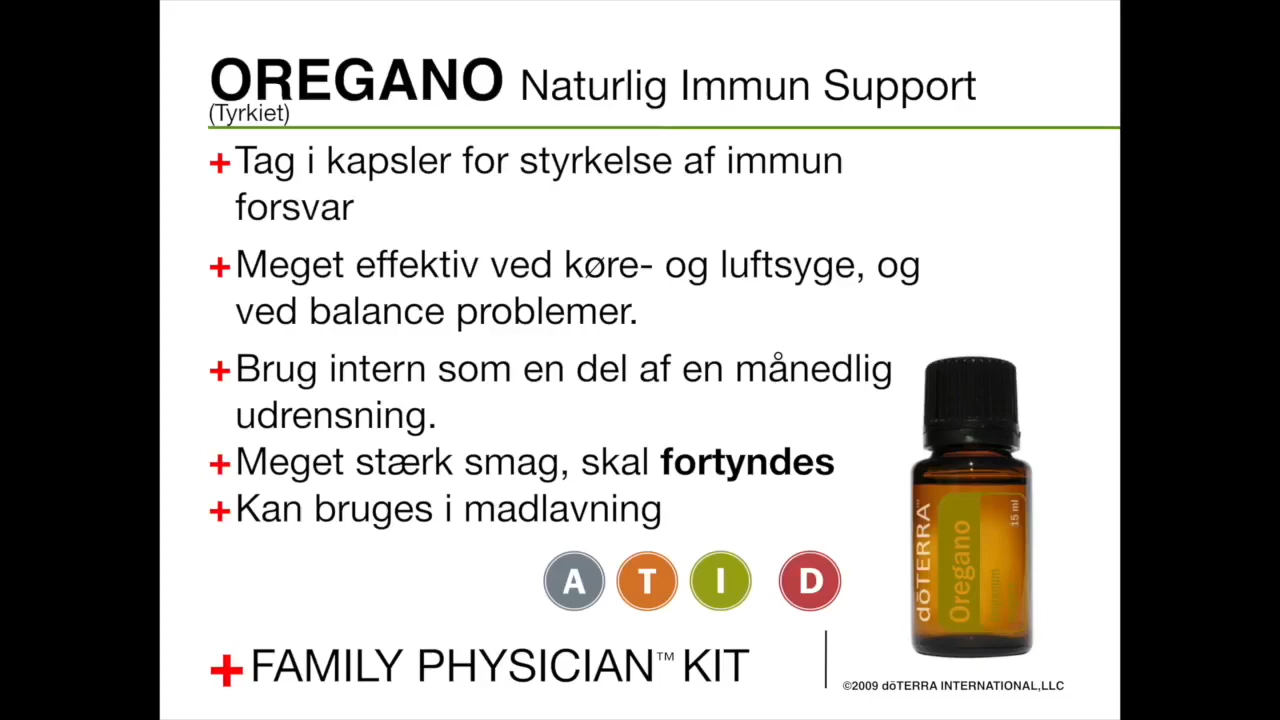 OREGANO Naturlig Immun Support
(Tyrkiet)
+Tag i kapsler for styrkelse af immun
forsvar
+Meget effektiv ved køre- og luftsyge, og
ved balance problemer.
+Brug intern som en del af en månedlig
udrensning.
+Meget stærk smag, skal fortyndes
+Kan bruges i madlavning
A T I D
+FAMILY PHYSICIAN™ KIT
©2009 dōTERRA INTERNATIONAL,LLC
dōTERRA
Oregano
15 ml